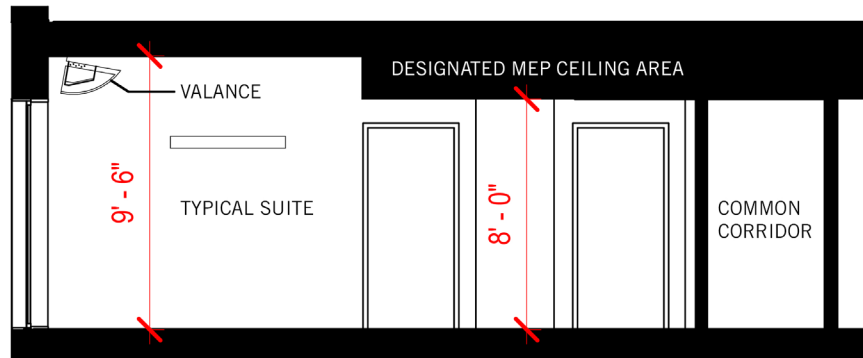 DESIGNATED MEP CEILING AREA
VALANCE
9' - 6"
TYPICAL SUITE
8' - 0"
COMMON
CORRIDOR